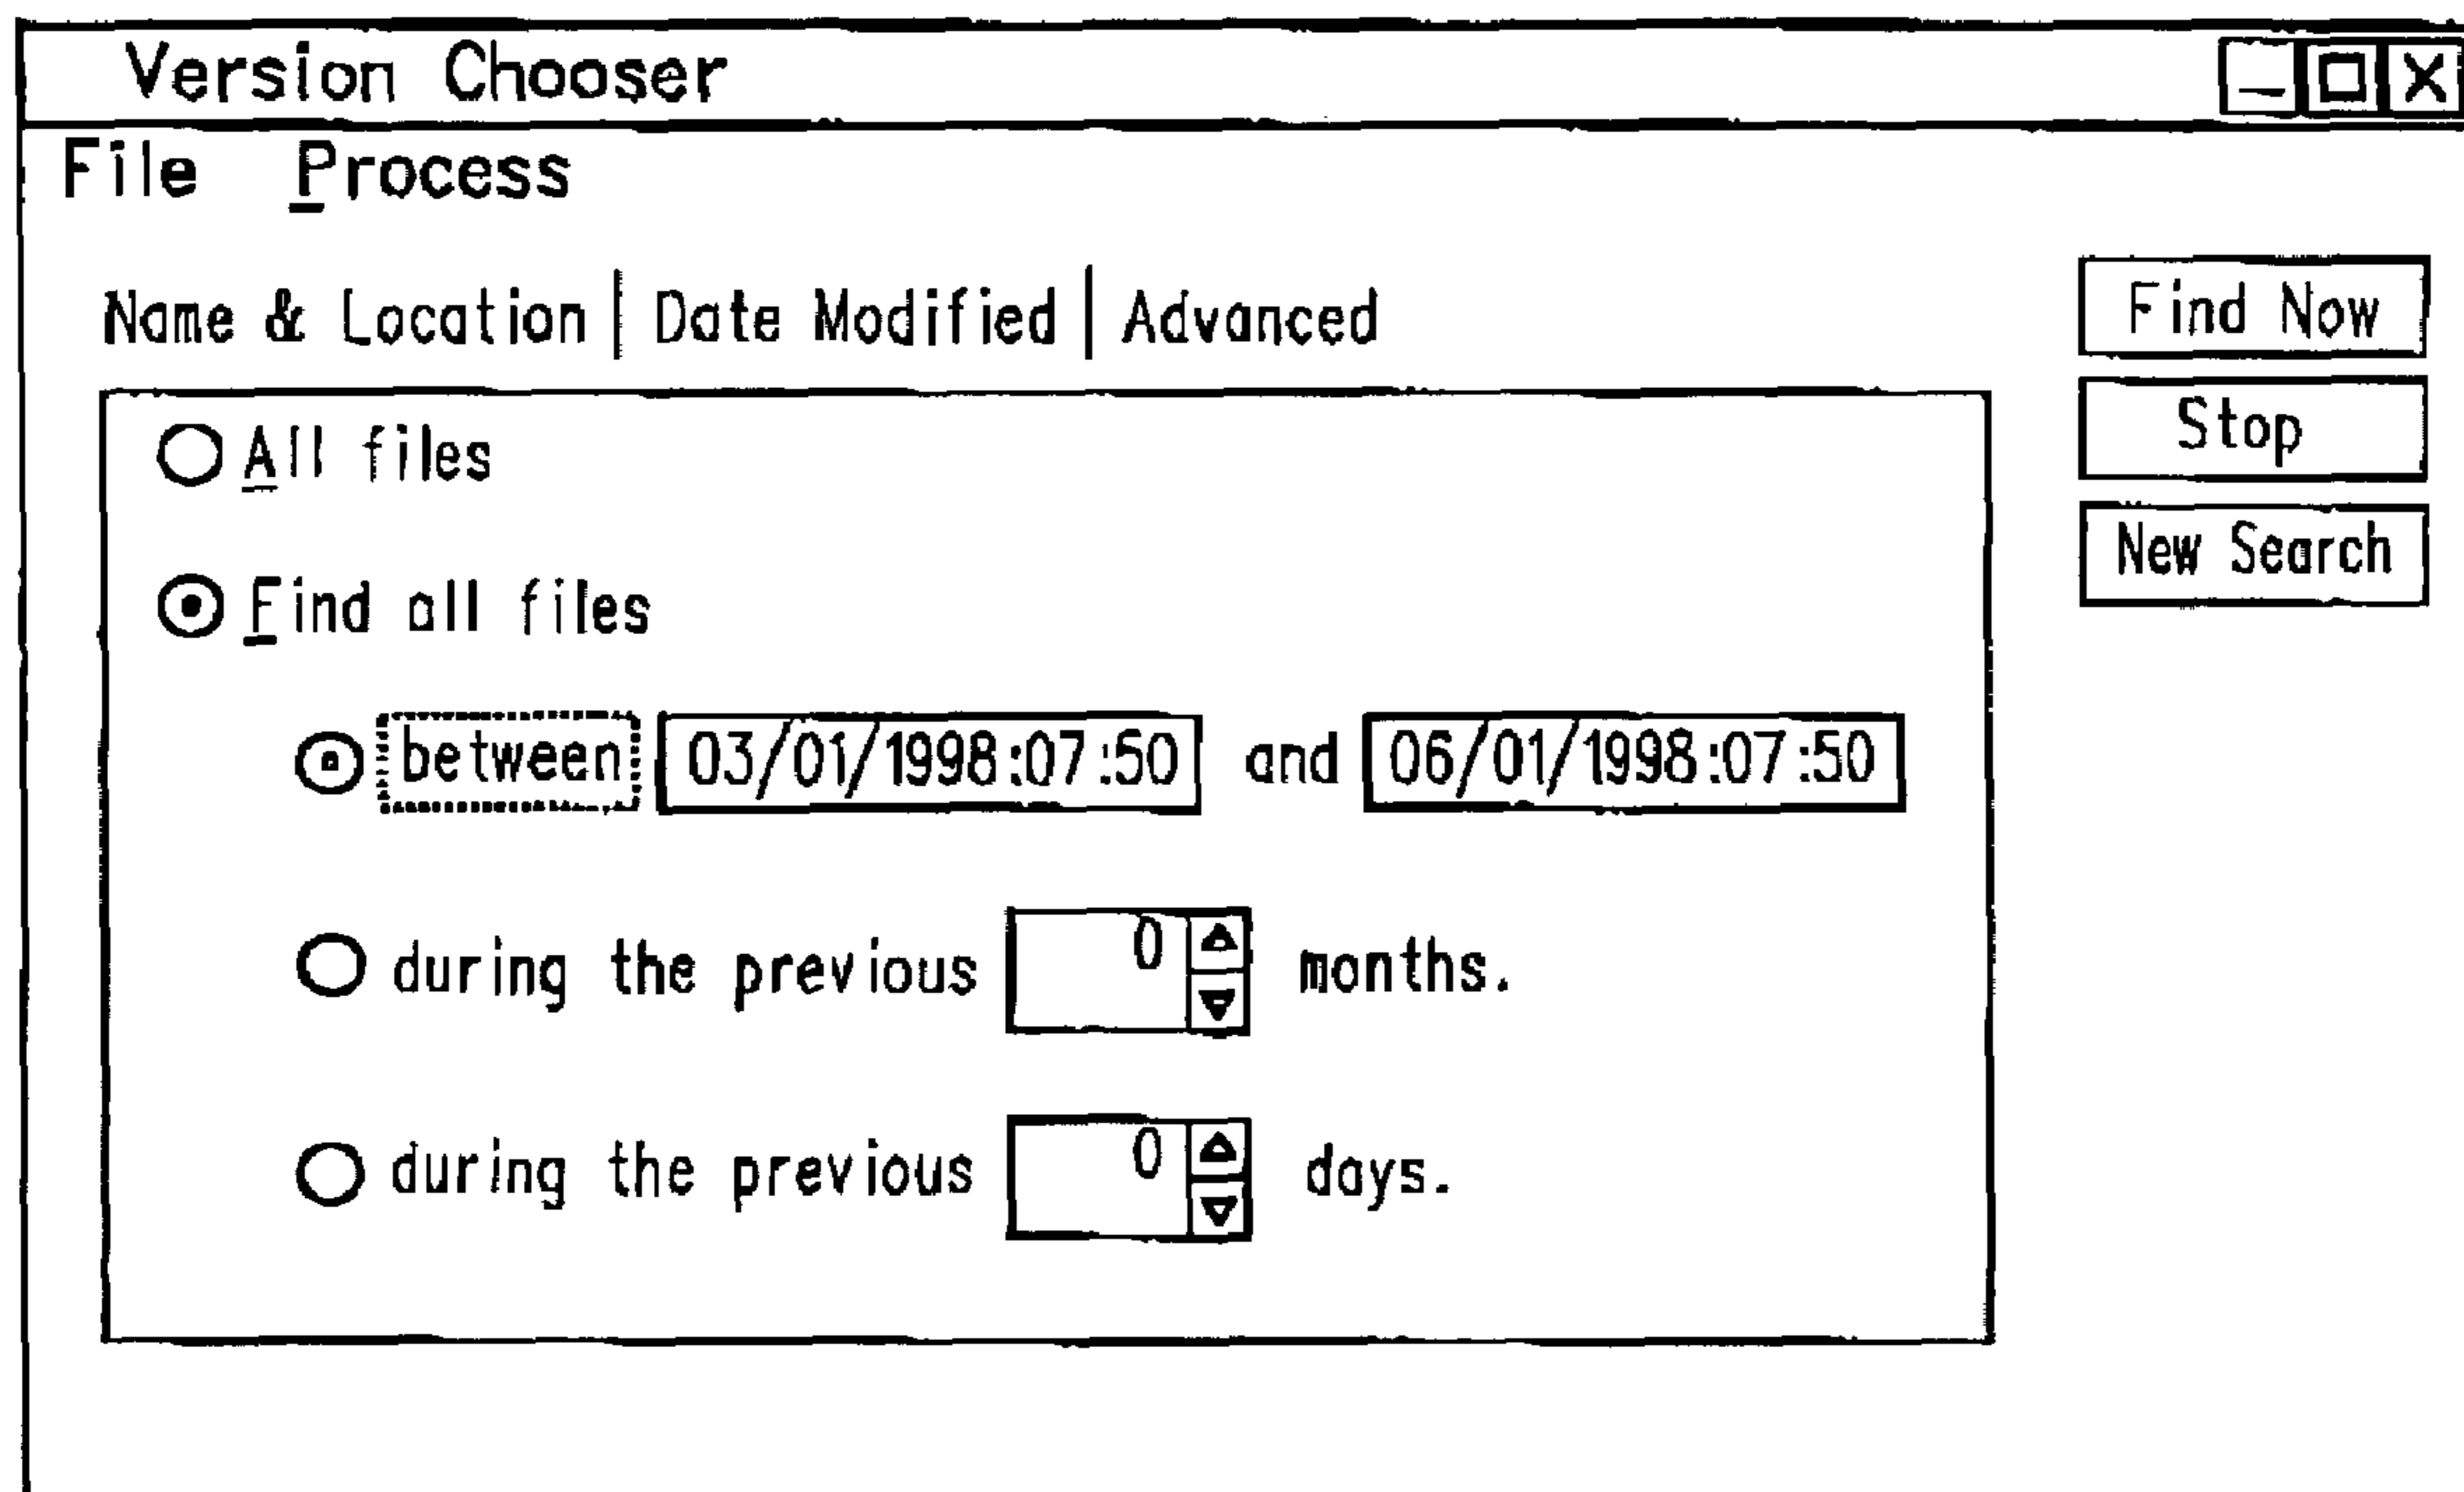 Version Chooser
File Process
Name & Location Date Modified Advanced
Find Now
Stop
New Search
All files
Find all files
between 03/01/1998:07:50 and 06/01/1998:07:50
during the previous 0 months.
during the previous 0 days.